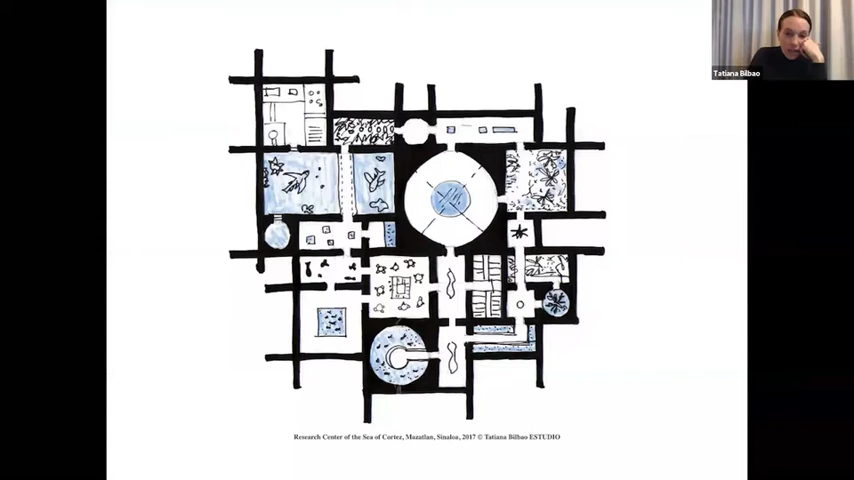 Tatiana Bilbao
Research Center of the Sea of Cortez, Mazatlan, Sinaloa, 2017 © Tatiana Bilbao ESTUDIO